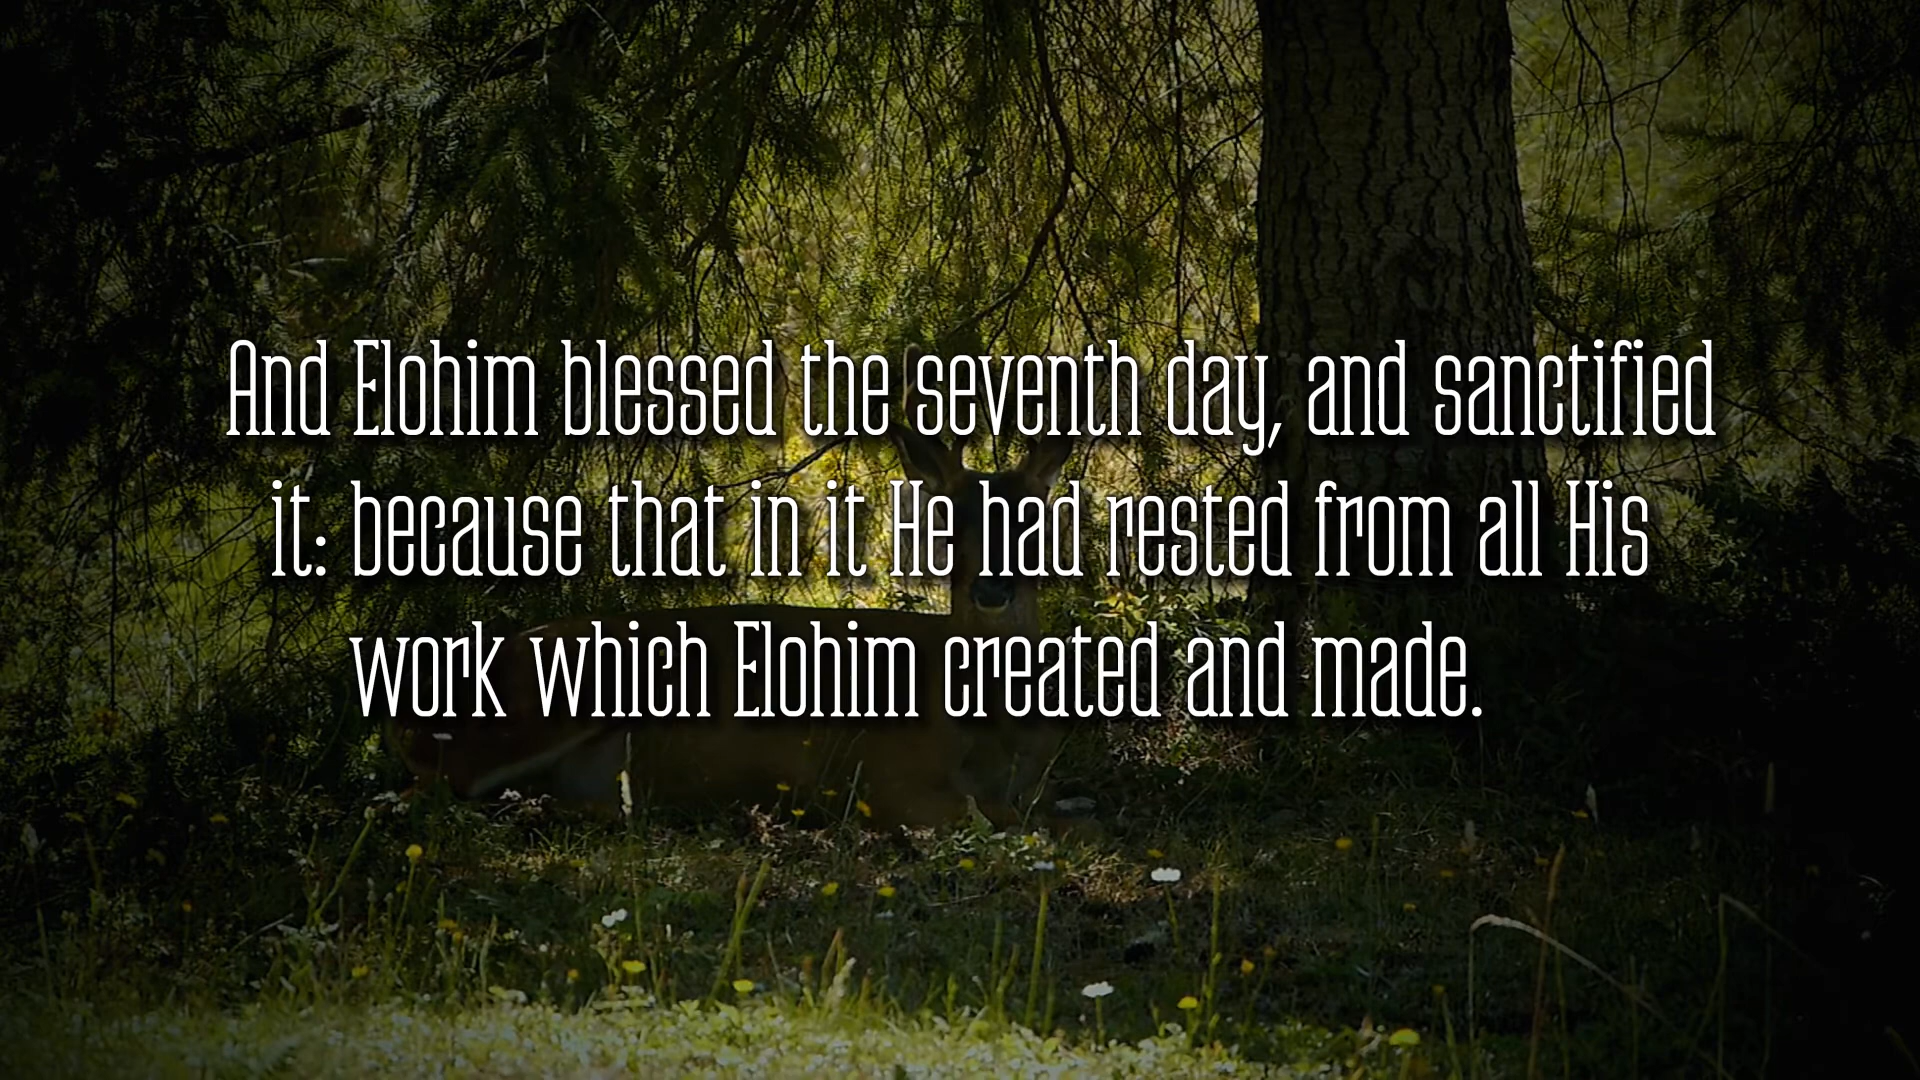 And Elohim blessed the seventh day, and sanctified
it: because that in it He had rested from all His
work which Elohim created and made.